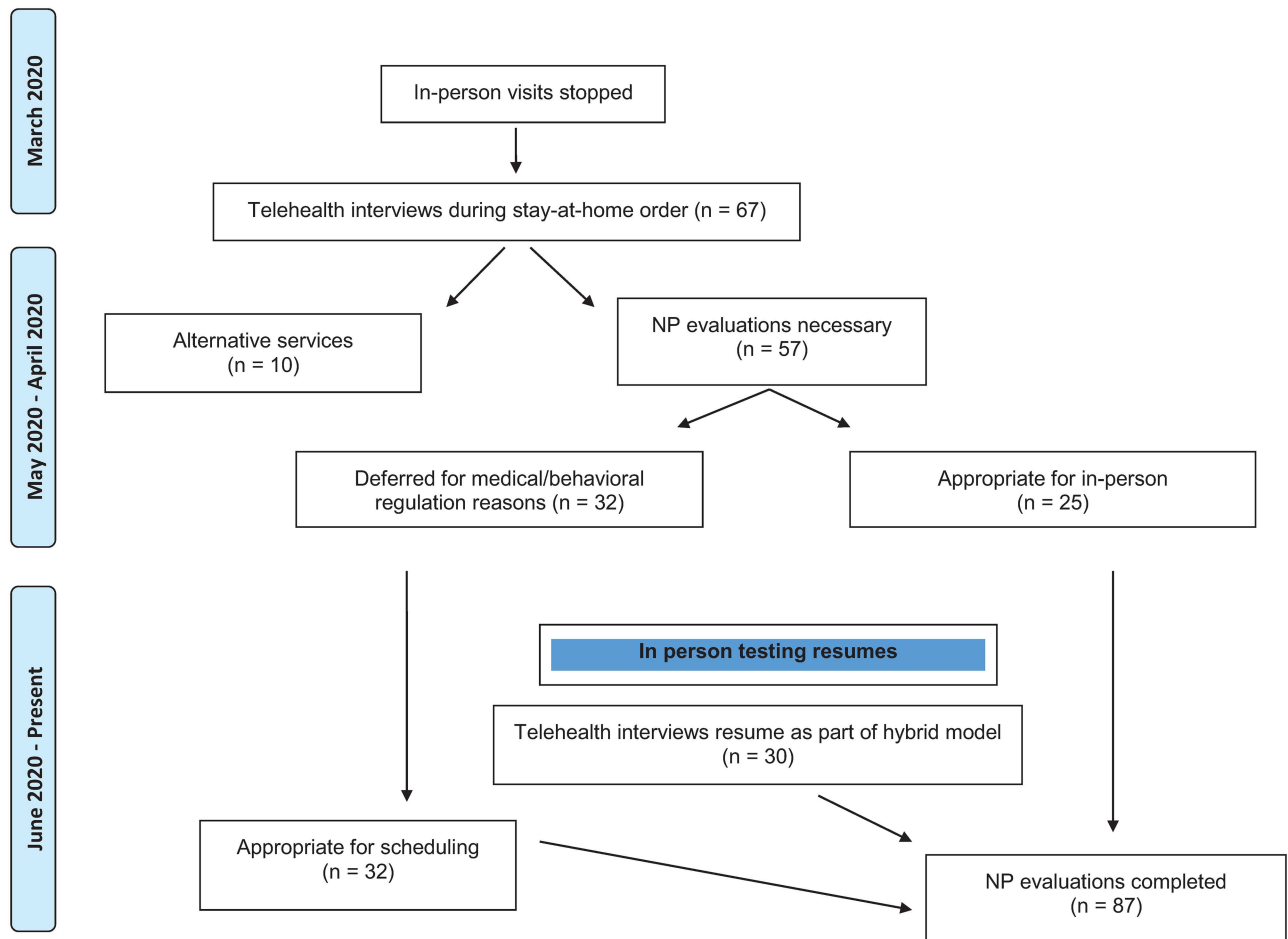 March 2020
In-person visits stopped
Telehealth interviews during stay-at-home order (n = 67)
May 2020 - April 2020
Alternative services
(n = 10)
NP evaluations necessary
(n = 57)
Deferred for medical/behavioral
regulation reasons (n = 32)
Appropriate for in-person
(n = 25)
June 2020 - Present
In person testing resumes
Telehealth interviews resume as part of hybrid model
(n = 30)
Appropriate for scheduling
(n = 32)
NP evaluations completed
(n = 87)